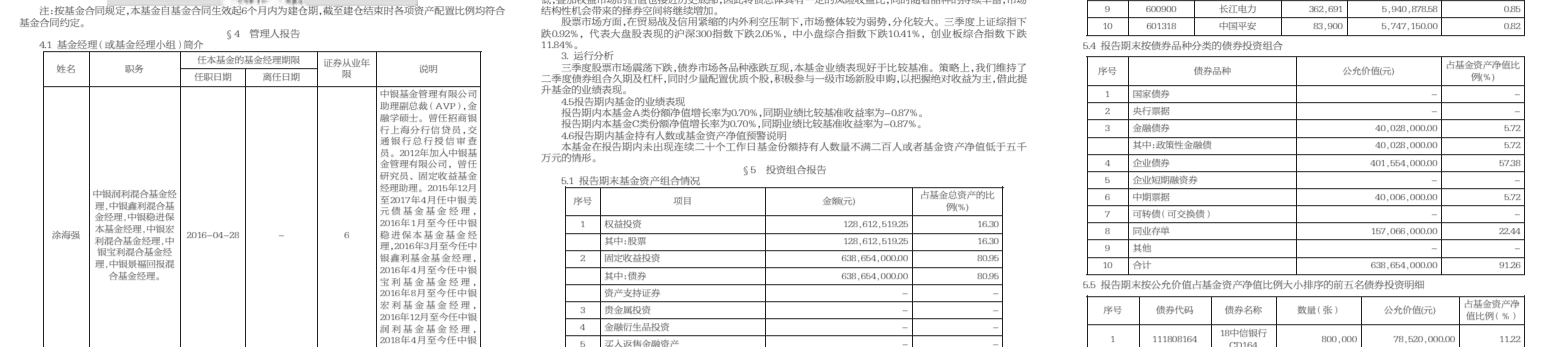 注:按基金合同规定,本基金自基金合同生效起6个月内为建仓期,截至建仓结束时各项资产配置比例均符合
基金合同约定。
§4 管理人报告
4.1 基金经理(或基金经理小组)简介
姓名 职务 任本基金的基金经理期限 证券从业年限 说明
任职日期 离任日期
涂海强
中银润利混合基金经
理,中银鑫利混合基
金经理,中银稳进保
本基金经理,中银宏
利混合基金经理,中
银宝利混合基金经
理,中银景福回报混
合基金经理。
2016-04-28 – 6
中银基金管理有限公司
助理副总裁(AVP),金
融学硕士。曾任招商银
行上海分行信贷员,交
通银行总行授信审查
员。2012年加入中银基
金管理有限公司,曾任
研究员、固定收益基金
经理助理。2015年12月
至2017年4月任中银美
元债基金基金经理,
2016年1月至今任中银
稳进保本基金基金经
理,2016年3月至今任中
银鑫利基金基金经理,
2016年4月至今任中银
宝利基金基金经理,
2016年8月至今任中银
宏利基金基金经理,
2016年12月至今任中银
润利基金基金经理,
2018年4月至今任中银
结构性机会带来的择券空间将继续增加。
股票市场方面,在贸易战及信用紧缩的内外利空压制下,市场整体较为弱势,分化较大。三季度上证综指下
跌0.92%,代表大盘股表现的沪深300指数下跌2.05%,中小盘综合指数下跌10.41%,创业板综合指数下跌
11.84%。
3. 运行分析
三季度股票市场震荡下跌,债券市场各品种涨跌互现,本基金业绩表现好于比较基准。策略上,我们维持了
二季度债券组合久期及杠杆,同时少量配置优质个股,积极参与一级市场新股申购,以把握绝对收益为主,借此提
升基金的业绩表现。
4.5报告期内基金的业绩表现
报告期内本基金A类份额净值增长率为0.70%,同期业绩比较基准收益率为-0.87%。
报告期内本基金C类份额净值增长率为0.70%,同期业绩比较基准收益率为-0.87%。
4.6报告期内基金持有人数或基金资产净值预警说明
本基金在报告期内未出现连续二十个工作日基金份额持有人数量不满二百人或者基金资产净值低于五千
万元的情形。
§5 投资组合报告
5.1 报告期末基金资产组合情况
序号 项目 金额(元) 占基金总资产的比例(%)
1 权益投资 128,612,519.25 16.30
其中:股票 128,612,519.25 16.30
2 固定收益投资 638,654,000.00 80.95
其中:债券 638,654,000.00 80.95
资产支持证券 – –
3 贵金属投资 – –
4 金融衍生品投资 – –
5 买入返售金融资产 – –
9 600900 长江电力 362,691 5,940,878.58 0.85
10 601318 中国平安 83,900 5,747,150.00 0.82
5.4 报告期末按债券品种分类的债券投资组合
序号 债券品种 公允价值(元) 占基金资产净值比例(%)
1 国家债券 – –
2 央行票据 – –
3 金融债券 40,028,000.00 5.72
其中:政策性金融债 40,028,000.00 5.72
4 企业债券 401,554,000.00 57.38
5 企业短期融资券 – –
6 中期票据 40,006,000.00 5.72
7 可转债(可交换债) – –
8 同业存单 157,066,000.00 22.44
9 其他 – –
10 合计 638,654,000.00 91.26
5.5 报告期末按公允价值占基金资产净值比例大小排序的前五名债券投资明细
序号 债券代码 债券名称 数量(张) 公允价值(元) 占基金资产净值比例(%)
1 111808164 18中信银行CD164 800,000 78,520,000.00 11.22